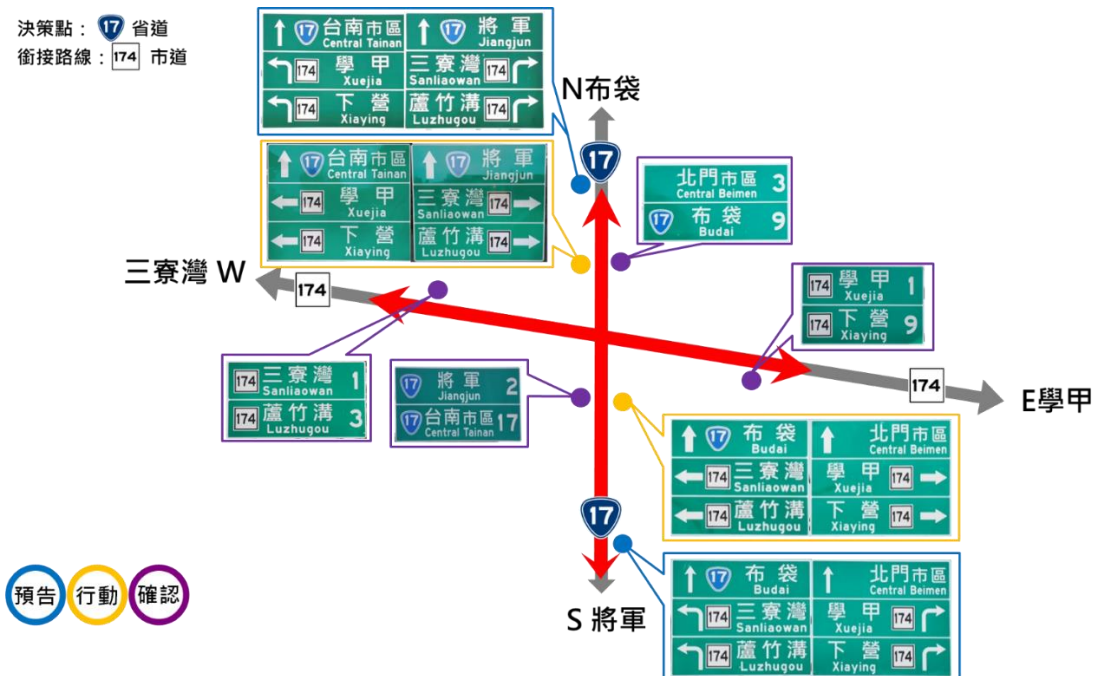 決策點： 17 省道
銜接路線： 174 市道
17 台南市區
Central Tainan
174 學甲
Xuejia
174 下營
Xiaying
17 將軍
Jiangjun
三寮灣 174
Sanliaowan
蘆竹溝 174
Luzhugou
N布袋
17
17 台南市區
Central Tainan
174 學甲
Xuejia
174 下營
Xiaying
17 將軍
Jiangjun
三寮灣 174
Sanliaowan
蘆竹溝 174
Luzhugou
北門市區 3
Central Beimen
17 布袋 9
Budai
三寮灣 W
174
174 學甲 1
Xuejia
174 下營 9
Xiaying
174 三寮灣 1
Sanliaowan
174 蘆竹溝 3
Luzhugou
17 將軍 2
Jiangjun
17 台南市區 17
Central Tainan
174
E學甲
17 布袋
Budai
174 三寮灣
Sanliaowan
174 蘆竹溝
Luzhugou
北門市區
Central Beimen
學甲 174
Xuejia
下營 174
Xiaying
17
S 將軍
17 布袋
Budai
174 三寮灣
Sanliaowan
174 蘆竹溝
Luzhugou
北門市區
Central Beimen
學甲 174
Xuejia
下營 174
Xiaying
預告 行動 確認